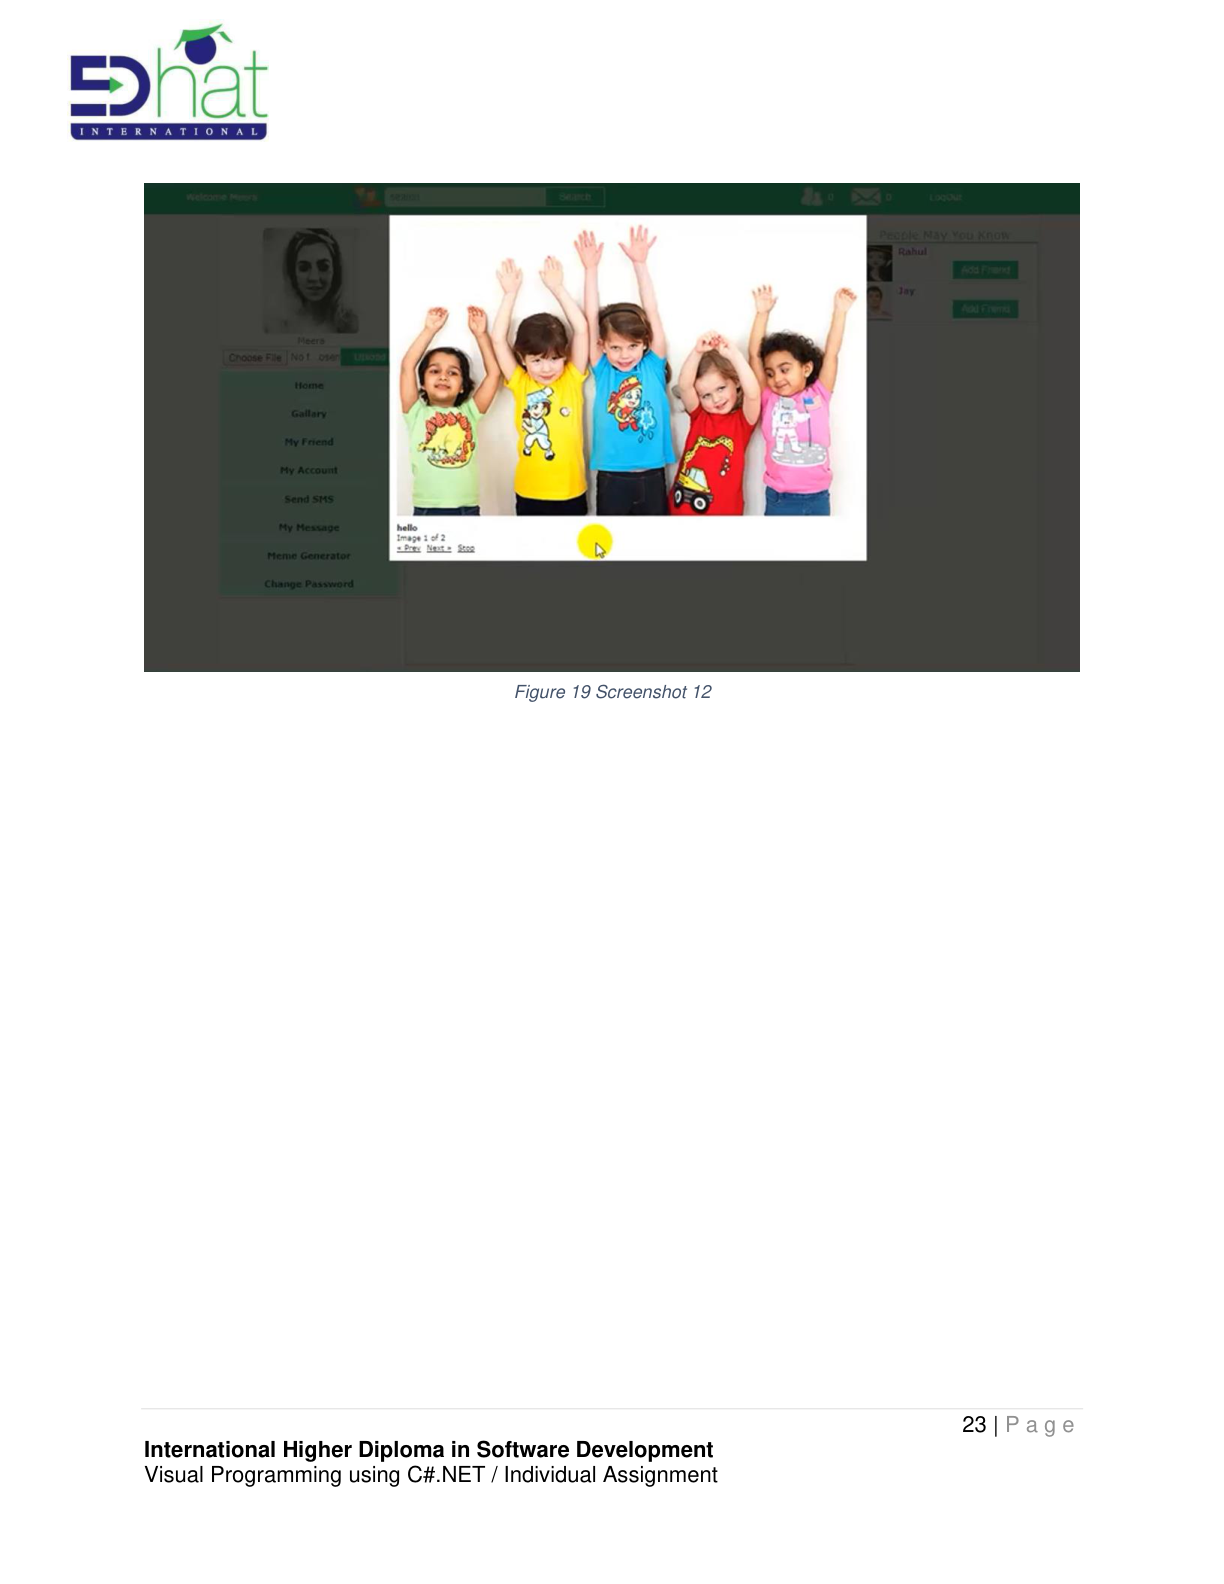 EDhat
INTERNATIONAL
Welcome Meera
Search
0
0
LogOut
People May You Know
Rahul
Add Friend
Jay
Add Friend
Meera
Choose File
Upload
Home
Gallary
My Friend
My Account
Send SMS
My Message
Meme Generator
Change Password
hello
Image 1 of 2
« Prev Next » Stop
Figure 19 Screenshot 12
23 | Page
International Higher Diploma in Software Development
Visual Programming using C#.NET / Individual Assignment